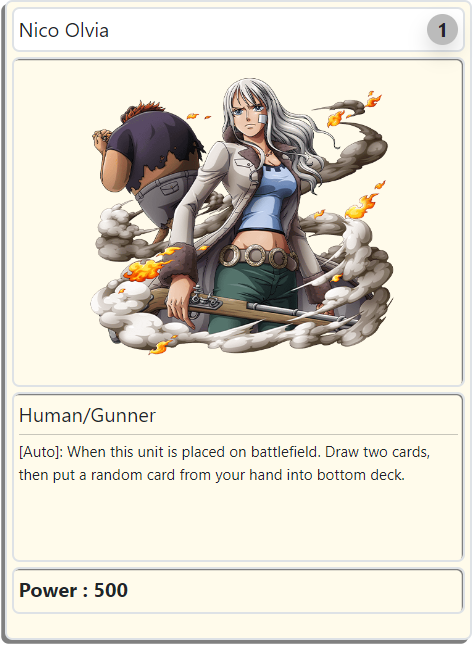 Nico Olvia
1
Human/Gunner
[Auto]: When this unit is placed on battlefield. Draw two cards,
then put a random card from your hand into bottom deck.
Power : 500